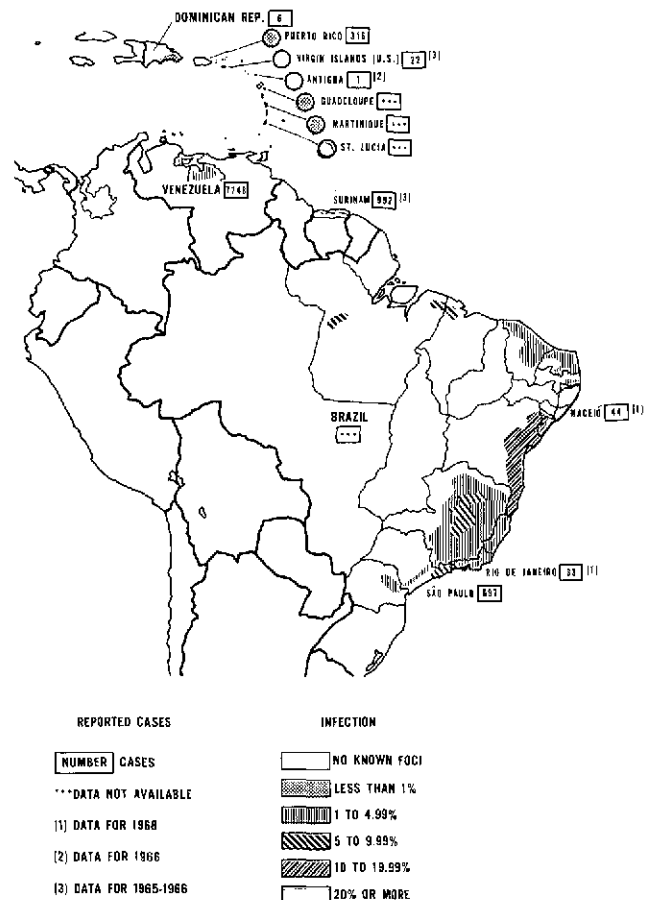 DOMINICAN REP. 6
PUERTO RICO 316
VIRGIN ISLANDS (U.S.) 22 [3]
ANTIGUA 1 [2]
GUADELOUPE ...
MARTINIQUE ...
ST. LUCIA ...
VENEZUELA
SURINAM 992 [3]
BRAZIL
...
MACEIO 44 [1]
RIO DE JANEIRO 33 [1]
SÃO PAULO
REPORTED CASES
NUMBER CASES
***DATA NOT AVAILABLE
[1] DATA FOR 1968
[2] DATA FOR 1966
[3] DATA FOR 1965-1966
INFECTION
NO KNOWN FOCI
LESS THAN 1%
1 TO 4.99%
5 TO 9.99%
10 TO 19.99%
20% OR MORE